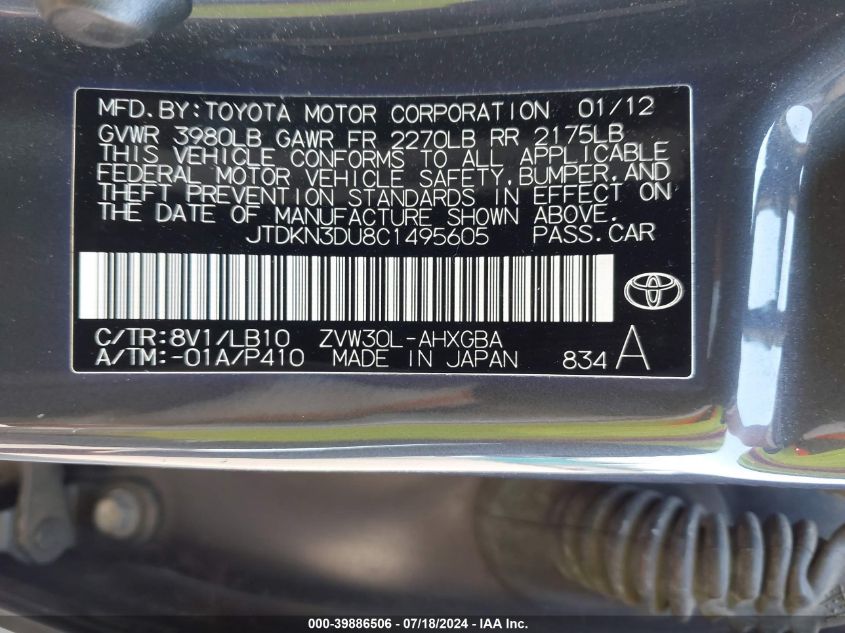 MFD.BY:TOYOTA MOTOR CORPORATION 01/12
GVWR 3980LB GAWR FR 2270LB RR 2175LB
THIS VEHICLE CONFORMS TO ALL APPLICABLE
FEDERAL MOTOR VEHICLE SAFETY,BUMPER,AND
THEFT PREVENTION STANDARDS IN EFFECT ON
THE DATE OF MANUFACTURE SHOWN ABOVE.
JTDKN3DU8C1495605 PASS.CAR
C/TR:8V1/LB10 ZVW30L-AHXGBA
A/TM:-01A/P410 MADE IN JAPAN 834 A
000-39886506 / 07/18/2024 - IAA Inc.